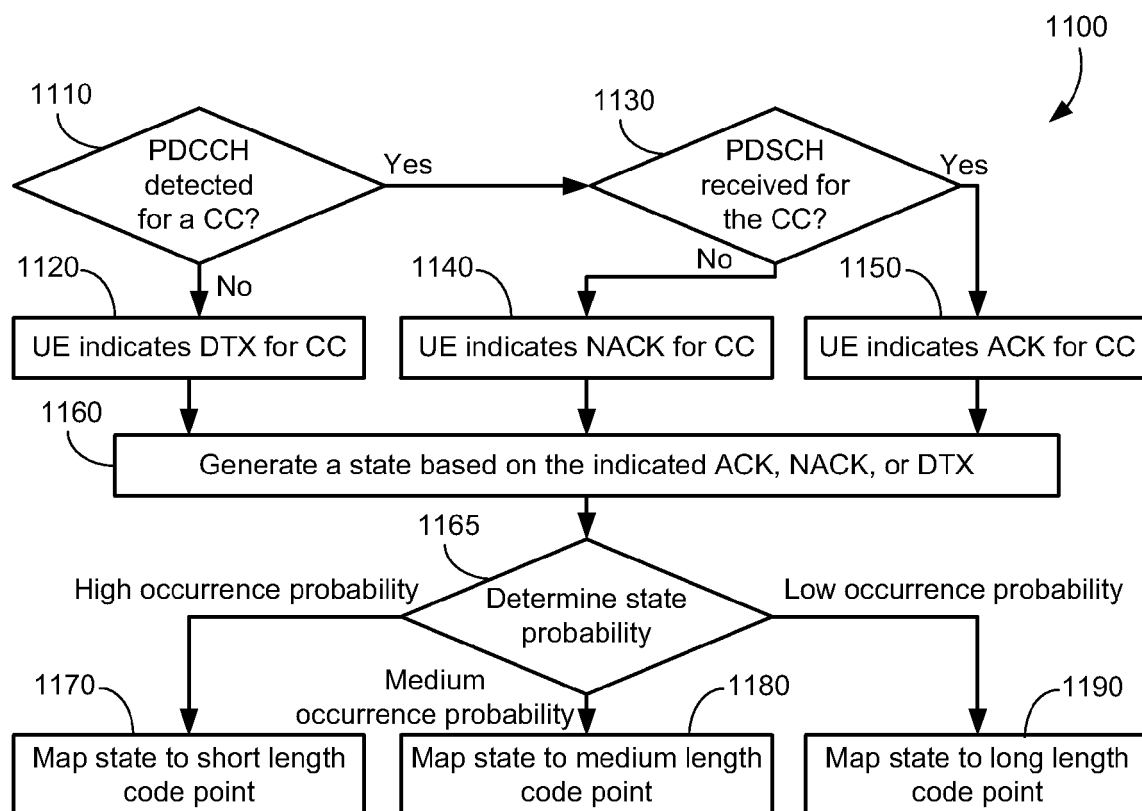 1100
1110
1130
PDCCH
detected
for a CC?
Yes
PDSCH
received for
the CC?
Yes
1120
No
1140
No
1150
UE indicates DTX for CC
UE indicates NACK for CC
UE indicates ACK for CC
1160
Generate a state based on the indicated ACK, NACK, or DTX
1165
High occurrence probability
Determine state
probability
Low occurrence probability
1170
Medium
occurrence probability
1180
1190
Map state to short length
code point
Map state to medium length
code point
Map state to long length
code point